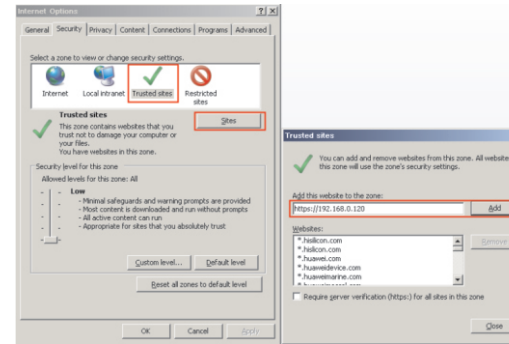 Internet Options
General Security Privacy Content Connections Programs Advanced
Select a zone to view or change security settings.
Internet Local intranet Trusted sites Restricted
sites
Trusted sites
This zone contains websites that you
trust not to damage your computer or
your files.
You have websites in this zone.
Sites
Security level for this zone
Allowed levels for this zone: All
Low
- Minimal safeguards and warning prompts are provided
- Most content is downloaded and run without prompts
- All active content can run
- Appropriate for sites that you absolutely trust
Custom level... Default level
Reset all zones to default level
OK Cancel Apply
Trusted sites
You can add and remove websites from this zone. All website
this zone will use the zone's security settings.
Add this website to the zone:
https://192.168.0.120 Add
Websites:
*.hisilicon.com Remove
*.hislicon.com
*.huawei.com
*.huaweidevice.com
*.huaweimarine.com
Require server verification (https:) for all sites in this zone
Close